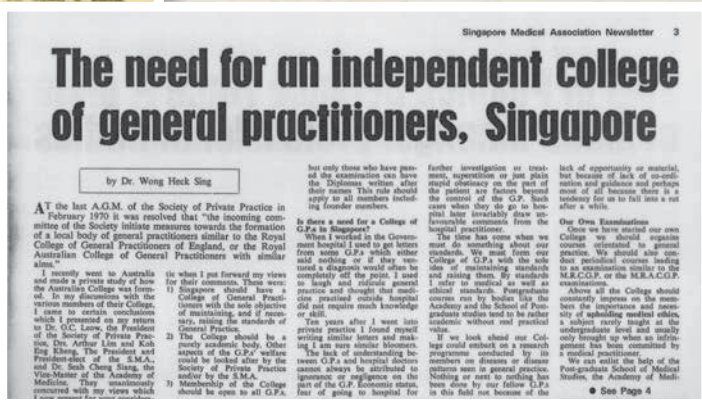 Singapore Medical Association Newsletter 3
The need for an independent college
of general practitioners, Singapore
by Dr. Wong Heck Sing
AT the last A.G.M. of the Society of Private Practice in
February 1970 it was resolved that "the incoming com-
mittee of the Society initiate measures towards the formation
of a local body of general practitioners similar to the Royal
College of General Practitioners of England, or the Royal
Australian College of General Practitioners with similar
aims."
I recently went to Australia
and made a private study of how
the Australian College was form-
ed. In my discussions with the
various members of their College,
I came to certain conclusions
which I presented on my return
to Dr. O.C. Leow, the President
of the Society of Private Prac-
tice, Drs. Arthur Lim and Koh
Eng Kheng, The President and
President-elect of the S.M.A.,
and Dr. Seah Cheng Siang, the
Vice-Master of the Academy of
Medicine. They unanimously
concurred with my views which
tic when I put forward my views
for their comments. These were:
1) Singapore should have a
College of General Practi-
tioners with the sole objective
of maintaining, and if neces-
sary, raising the standards of
General Practice.
2) The College should be a
purely academic body. Other
aspects of the G.Ps' welfare
could be looked after by the
Society of Private Practice
and/or by the S.M.A.
3) Membership of the College
should be open to all G.P.s,
but only those who have pass-
ed the examination can have
the Diplomas written after
their names This rule should
apply to all members includ-
ing founder members.
Is there a need for a College of
G.P.s in Singapore?
When I worked in the Govern-
ment hospital I used to get letters
from some G.P.s which either
said nothing or if they ven-
tured a diagnosis would often be
completely off the point. I used
to laugh and ridicule general
practice and thought that medi-
cine practised outside hospital
did not require much knowledge
or skill.
Ten years after I went into
private practice I found myself
writing similar letters and mak-
ing I am sure similar bloomers.
The lack of understanding be-
tween G.P.s and hospital doctors
cannot always be attributed to
ignorance or negligence on the
part of the G.P. Economic status,
fear of going to hospital for
further investigation or treat-
ment, superstition or just plain
stupid obstinacy on the part of
the patient are factors beyond
the control of the G.P. Such
cases when they do go to hos-
pital later invariably draw un-
favourable comments from the
hospital practitioner.
The time has come when we
must do something about our
standards. We must form our
College of G.P.s with the sole
idea of maintaining standards
and raising them. By standards
I refer to medical as well as
ethical standards. Postgraduate
courses run by bodies like the
Academy and the School of Post-
graduate studies tend to be rather
academic without real practical
value.
If we look ahead our Col-
lege could embark on a research
programme conducted by its
members on diseases or disease
patterns seen in general practice.
Nothing or next to nothing has
been done by our fellow G.P.s
in this field not because of the
lack of opportunity or material,
but because of lack of co-ordi-
nation and guidance and perhaps
most of all because there is a
tendency for us to fall into a rut
after a while.
Our Own Examinations
Once we have started our own
College we should organise
courses orientated to general
practice. We should also con-
duct periodical courses leading
to an examination similar to the
M.R.C.G.P. or the M.R.A.C.G.P.
examinations.
Above all the College should
constantly impress on the mem-
bers the importance and neces-
sity of upholding medical ethics,
a subject rarely taught at the
undergraduate level and usually
only brought up when an infrin-
gement has been committed by
a medical practitioner.
We can enlist the help of the
Post-graduate School of Medical
Studies, the Academy of Medi-
● See Page 4